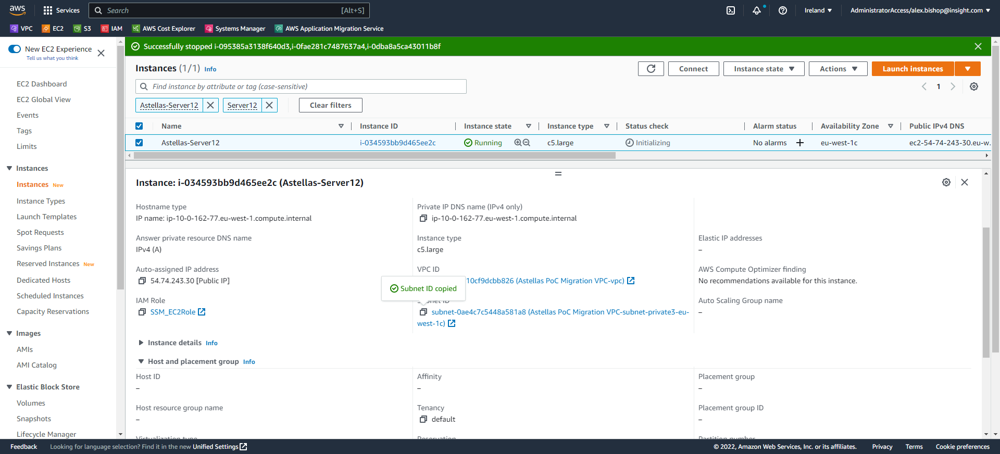 aws
Services
Search
[Alt+S]
Ireland
AdministratorAccess/alex.bishop@insight.com
VPC
EC2
S3
IAM
AWS Cost Explorer
Systems Manager
AWS Application Migration Service
New EC2 Experience
Tell us what you think
EC2 Dashboard
EC2 Global View
Events
Tags
Limits
Instances
Instances New
Instance Types
Launch Templates
Spot Requests
Savings Plans
Reserved Instances New
Dedicated Hosts
Scheduled Instances
Capacity Reservations
Images
AMIs
AMI Catalog
Elastic Block Store
Volumes
Snapshots
Lifecycle Manager
Successfully stopped i-095385a3138f640d3,i-0fae281c7487637a4,i-0dba8a5ca43011b8f
Instances (1/1) Info
Connect
Instance state
Actions
Launch instances
Find instance by attribute or tag (case-sensitive)
1
Astellas-Server12
Server12
Clear filters
Name
Instance ID
Instance state
Instance type
Status check
Alarm status
Availability Zone
Public IPv4 DNS
Astellas-Server12
i-034593bb9d465ee2c
Running
c5.large
Initializing
No alarms
eu-west-1c
ec2-54-74-243-30.eu-w...
Instance: i-034593bb9d465ee2c (Astellas-Server12)
Hostname type
IP name: ip-10-0-162-77.eu-west-1.compute.internal
Private IP DNS name (IPv4 only)
ip-10-0-162-77.eu-west-1.compute.internal
Answer private resource DNS name
IPv4 (A)
Instance type
c5.large
Elastic IP addresses
–
Auto-assigned IP address
54.74.243.30 [Public IP]
VPC ID
10cf9dcbb826 (Astellas PoC Migration VPC-vpc)
AWS Compute Optimizer finding
No recommendations available for this instance.
Subnet ID copied
IAM Role
SSM_EC2Role
Subnet ID
subnet-0ae4c7c5448a581a8 (Astellas PoC Migration VPC-subnet-private3-eu-
west-1c)
Auto Scaling Group name
–
Instance details Info
Host and placement group Info
Host ID
–
Affinity
–
Placement group
–
Host resource group name
–
Tenancy
default
Placement group ID
–
Virtualization type
Reservation
Partition number
Feedback
Looking for language selection? Find it in the new Unified Settings
© 2022, Amazon Web Services, Inc. or its affiliates.
Privacy
Terms
Cookie preferences